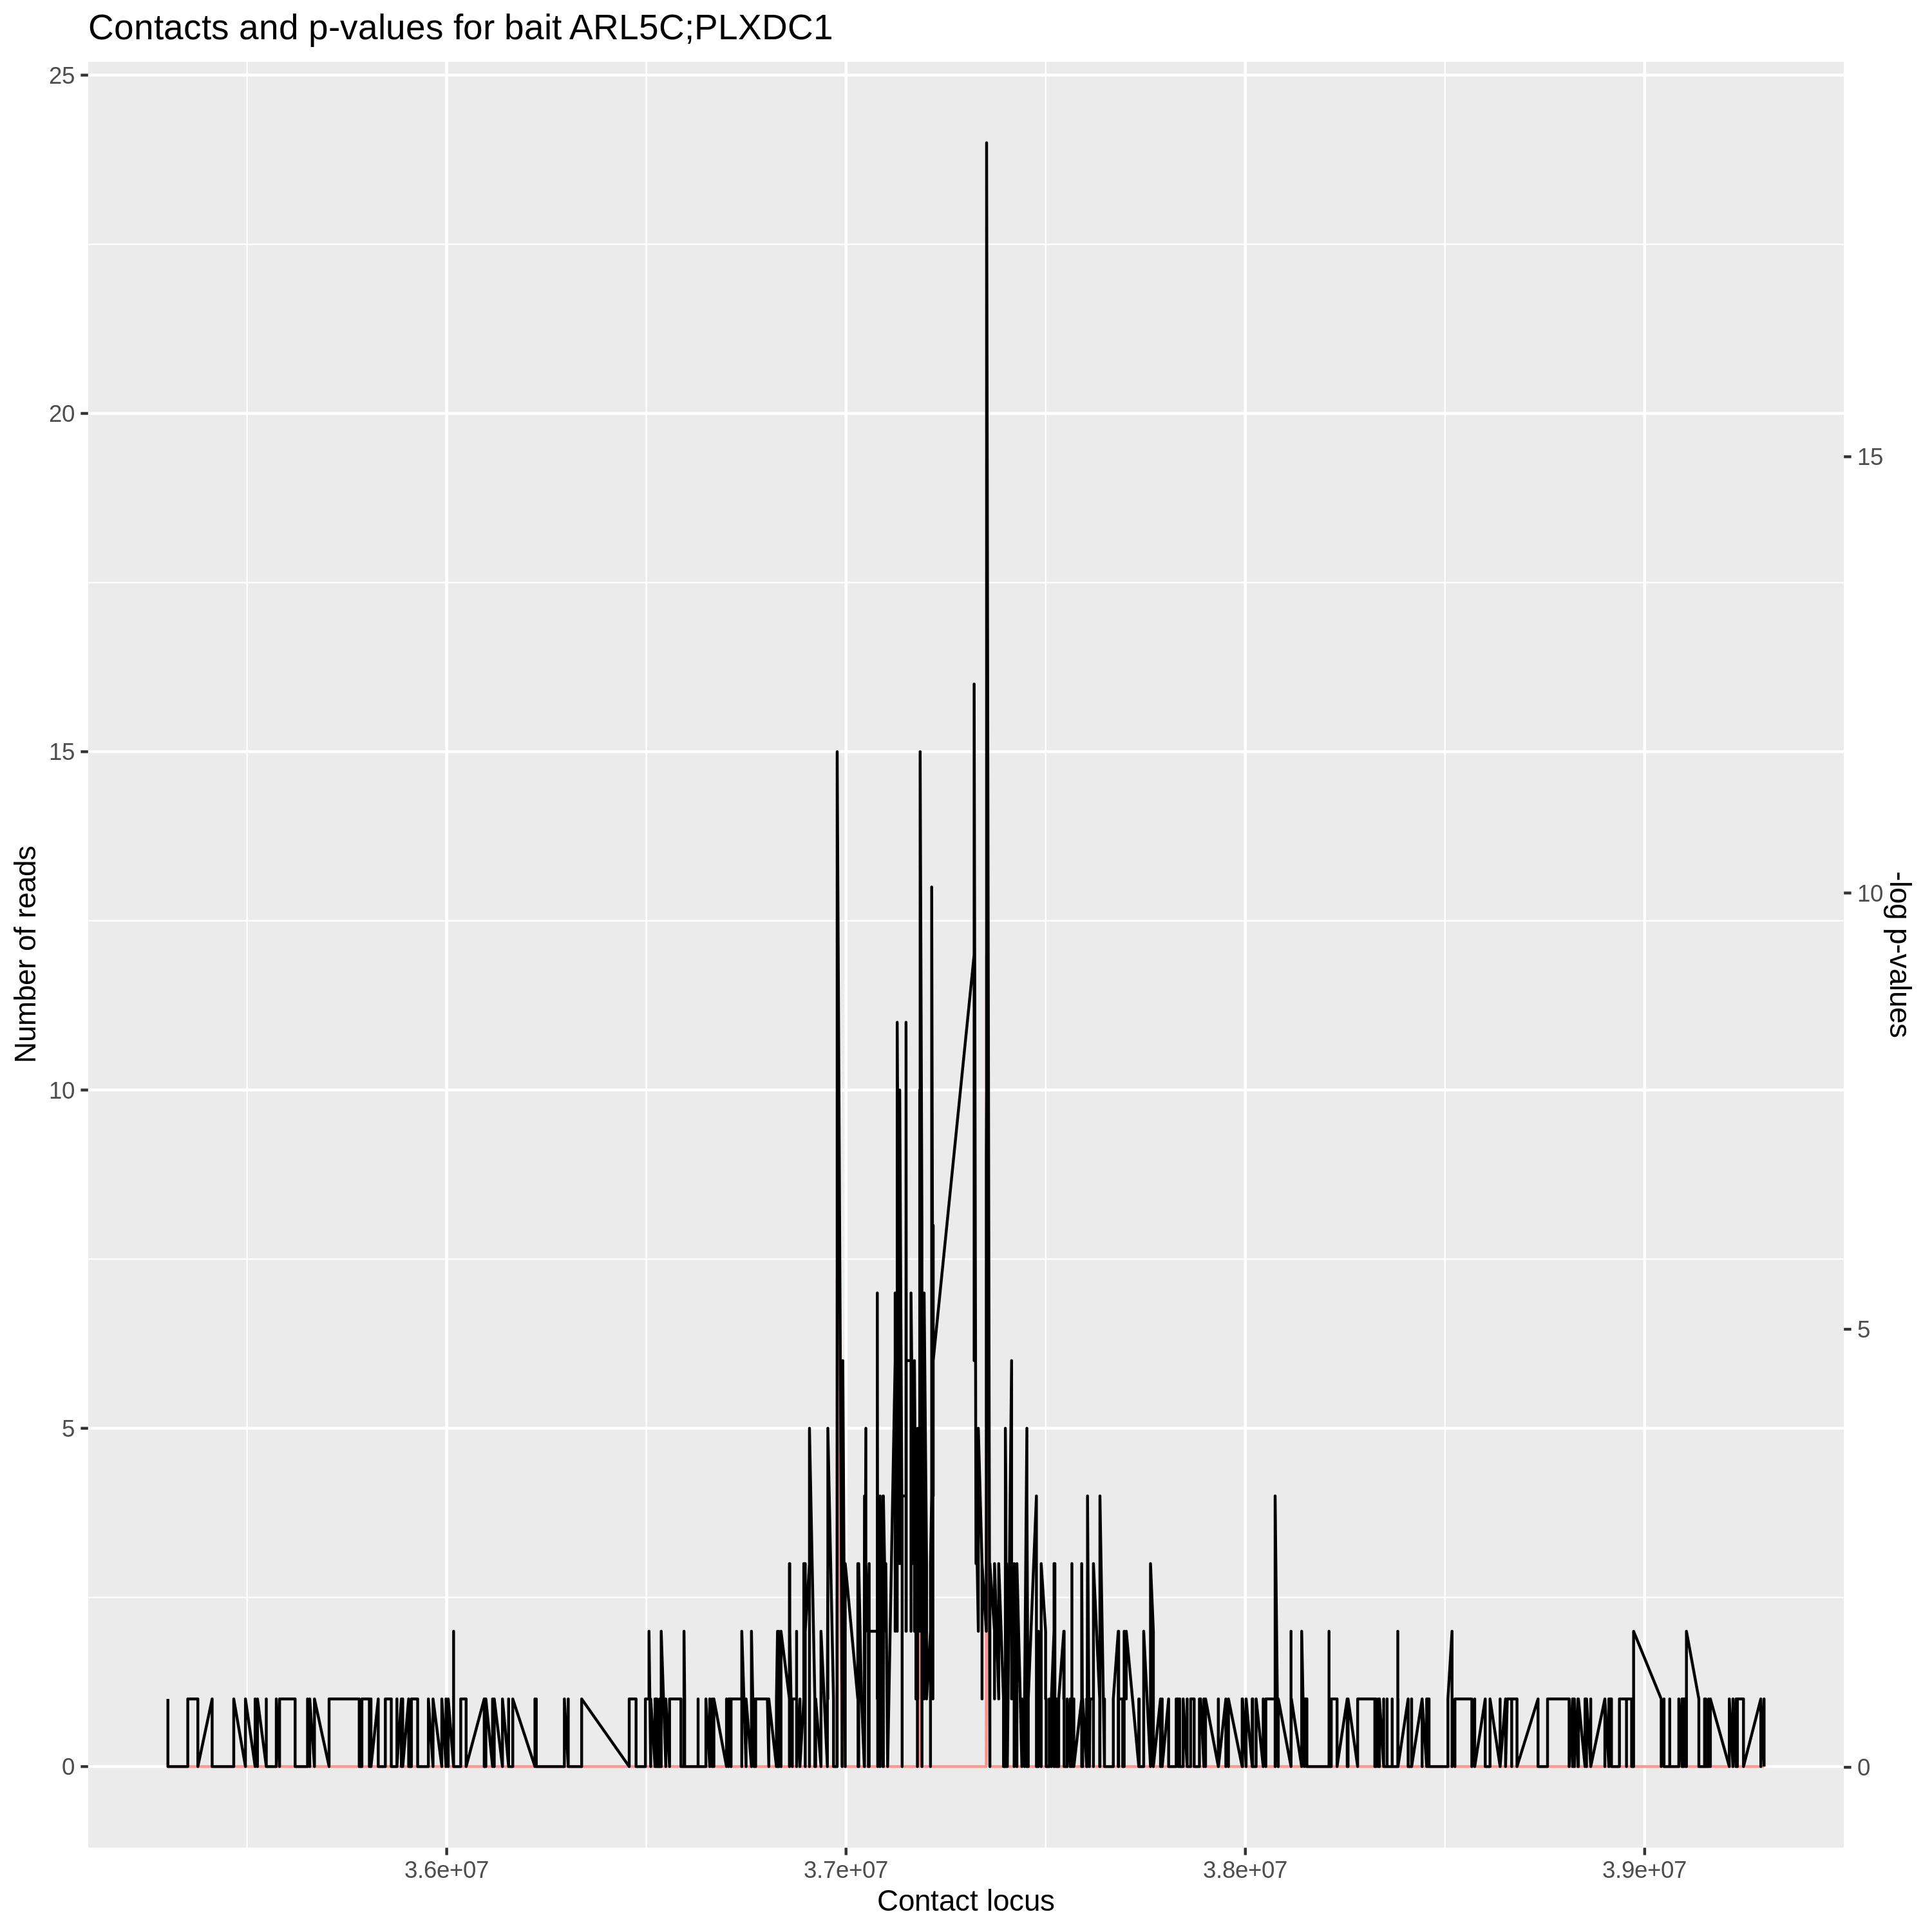 Contacts and p-values for bait ARL5C;PLXDC1
25
20
15
10
5
0
Number of reads
15
10
5
0
-log p-values
3.6e+07
3.7e+07
3.8e+07
3.9e+07
Contact locus